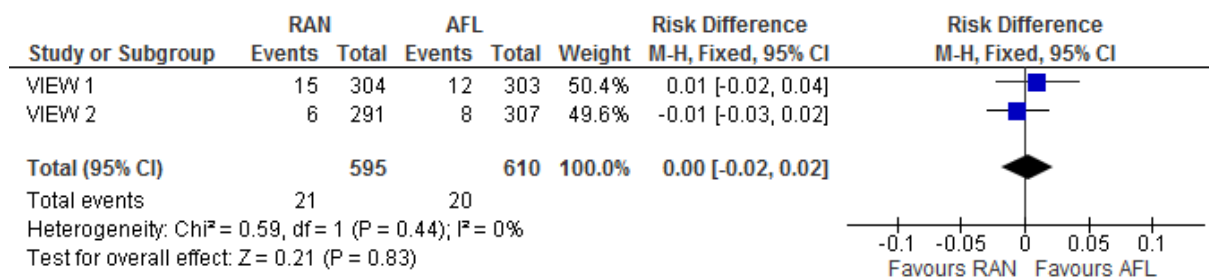 RAN AFL Risk Difference Risk Difference
Study or Subgroup Events Total Events Total Weight M-H, Fixed, 95% CI M-H, Fixed, 95% CI
VIEW 1 15 304 12 303 50.4% 0.01 [-0.02, 0.04]
VIEW 2 6 291 8 307 49.6% -0.01 [-0.03, 0.02]
Total (95% CI) 595 610 100.0% 0.00 [-0.02, 0.02]
Total events 21 20
Heterogeneity: Chi² = 0.59, df = 1 (P = 0.44); I² = 0%
Test for overall effect: Z = 0.21 (P = 0.83)
-0.1 -0.05 0 0.05 0.1
Favours RAN Favours AFL